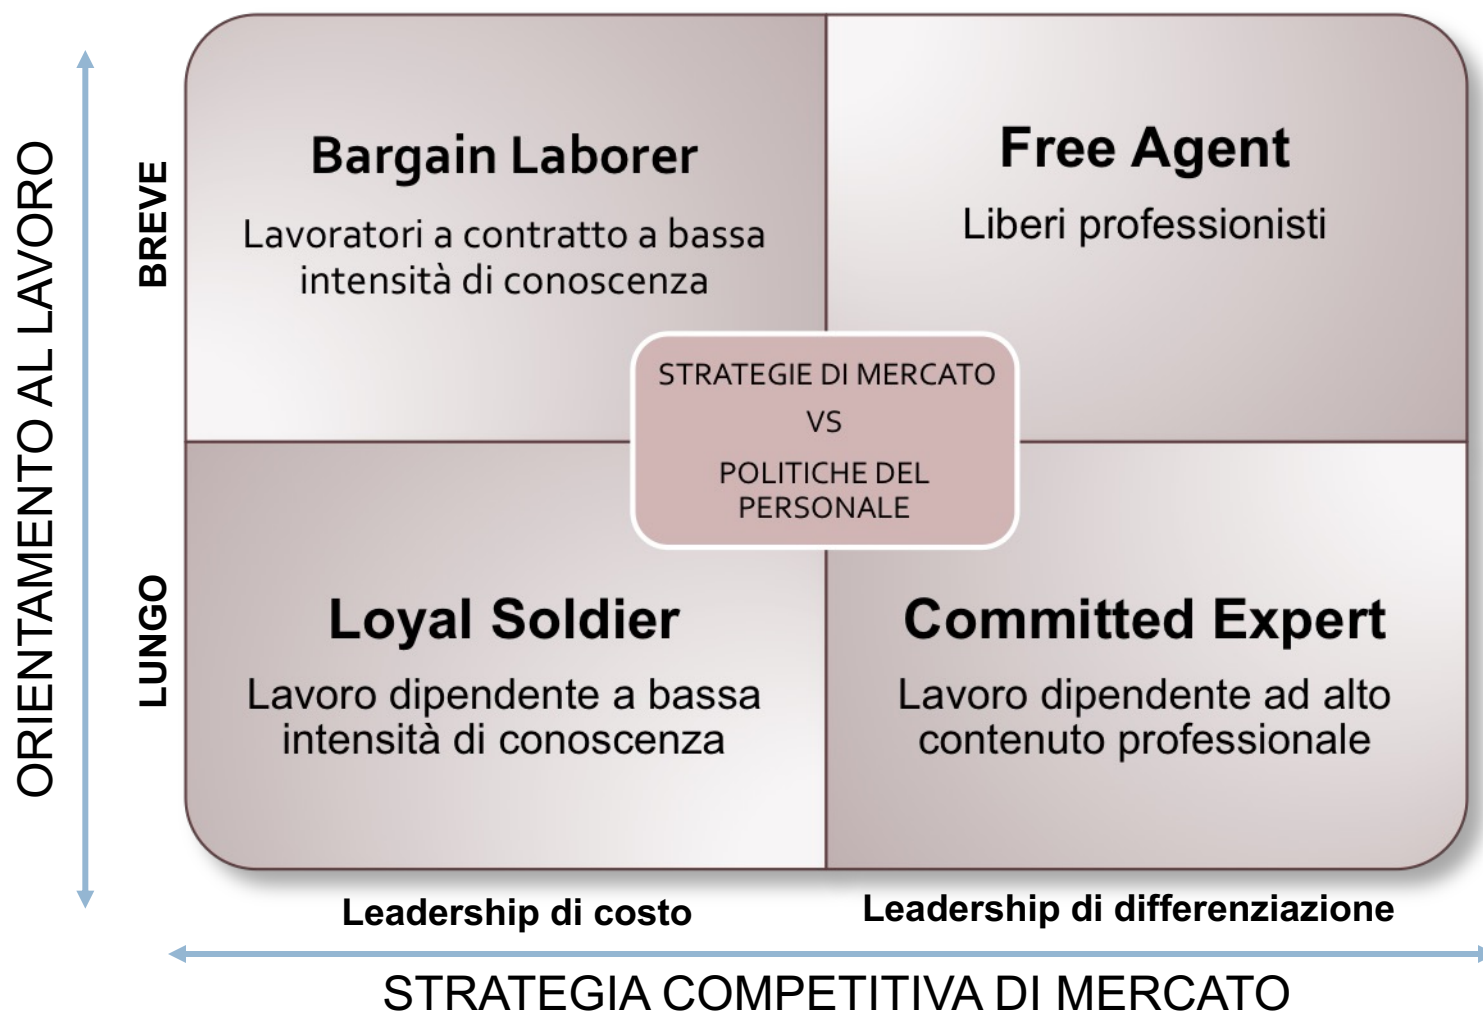 ORIENTAMENTO AL LAVORO
BREVE
LUNGO
Bargain Laborer
Lavoratori a contratto a bassa
intensità di conoscenza
Free Agent
Liberi professionisti
STRATEGIE DI MERCATO
VS
POLITICHE DEL
PERSONALE
Loyal Soldier
Lavoro dipendente a bassa
intensità di conoscenza
Committed Expert
Lavoro dipendente ad alto
contenuto professionale
Leadership di costo
Leadership di differenziazione
STRATEGIA COMPETITIVA DI MERCATO